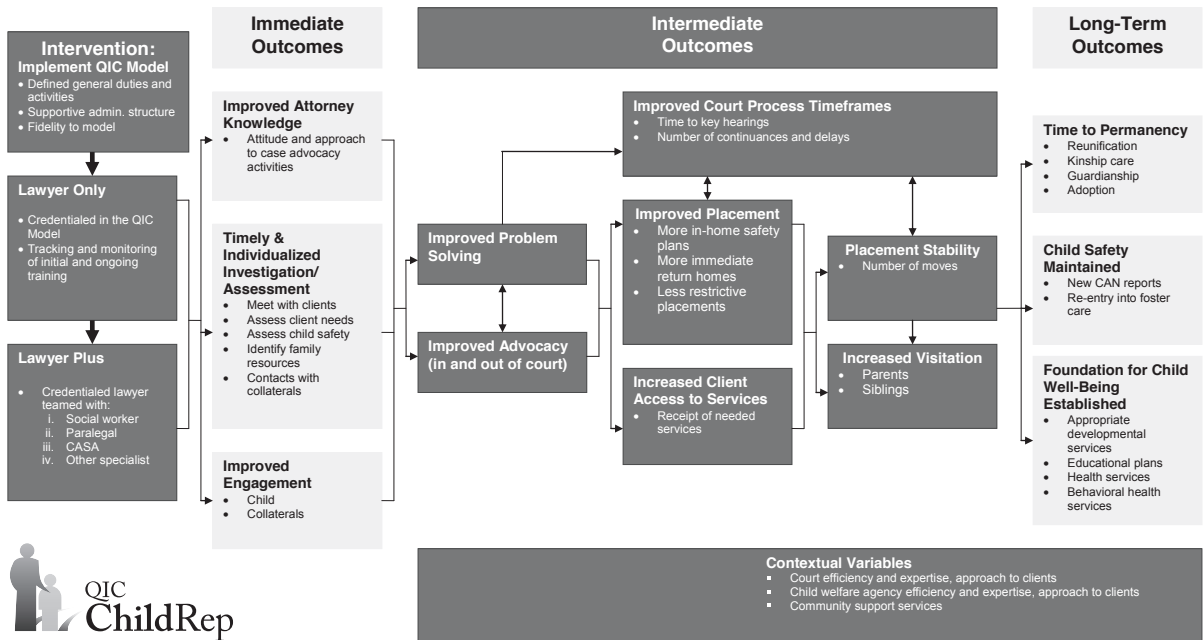 Intervention:
Implement QIC Model
• Defined general duties and
activities
• Supportive admin. structure
• Fidelity to model
Lawyer Only
• Credentialed in the QIC
Model
• Tracking and monitoring
of initial and ongoing
training
Lawyer Plus
• Credentialed lawyer
teamed with:
i. Social worker
ii. Paralegal
iii. CASA
iv. Other specialist
Immediate
Outcomes
Improved Attorney
Knowledge
• Attitude and approach
to case advocacy
activities
Timely &
Individualized
Investigation/
Assessment
• Meet with clients
• Assess client needs
• Assess child safety
• Identify family
resources
• Contacts with
collaterals
Improved
Engagement
• Child
• Collaterals
Intermediate
Outcomes
Improved Problem
Solving
Improved Advocacy
(in and out of court)
Improved Court Process Timeframes
• Time to key hearings
• Number of continuances and delays
Improved Placement
• More in-home safety
plans
• More immediate
return homes
• Less restrictive
placements
Increased Client
Access to Services
• Receipt of needed
services
Placement Stability
• Number of moves
Increased Visitation
• Parents
• Siblings
Long-Term
Outcomes
Time to Permanency
• Reunification
• Kinship care
• Guardianship
• Adoption
Child Safety
Maintained
• New CAN reports
• Re-entry into foster
care
Foundation for Child
Well-Being
Established
• Appropriate
developmental
services
• Educational plans
• Health services
• Behavioral health
services
Contextual Variables
▪ Court efficiency and expertise, approach to clients
▪ Child welfare agency efficiency and expertise, approach to clients
▪ Community support services
QIC
ChildRep